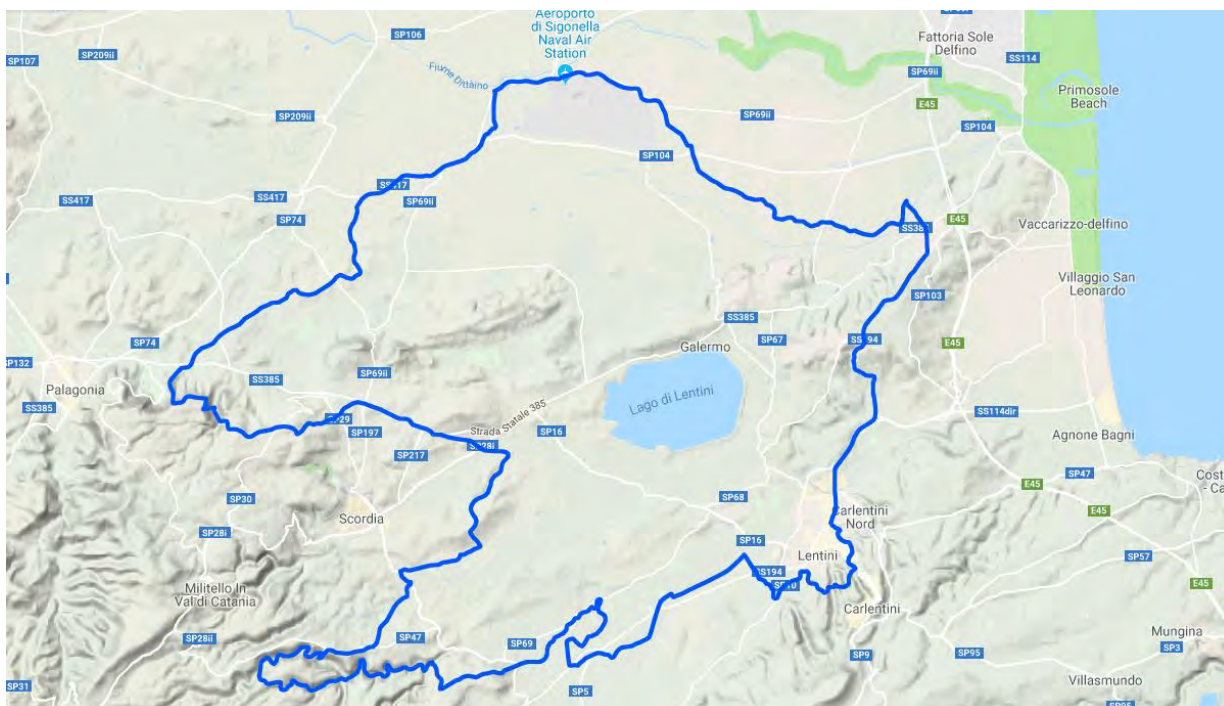 Aeroporto
di Sigonella
Naval Air
Station
SP106
SP209ii
SP107
Fiume Dittaino
Fattoria Sole
Delfino
SS114
SP69ii
Primosole
Beach
E45
SP209ii
SP69ii
SP104
SP104
SS417
SS417
SS417
SP69ii
SP74
E45
Vaccarizzo-delfino
Villaggio San
Leonardo
SP103
SS385
SP74
SP67
E45
Galermo
SP132
Palagonia
SS385
SP69ii
Lago di Lentini
SS385
SS114dir
SP29
Strada Statale 385
SP16
SP197
SP28i
SP217
Agnone Bagni
SP47
E45
SP30
SP68
Scordia
Carlentini
Nord
E45
SP28i
SP16
Lentini
SP57
SS194
E45
Militello In
Val di Catania
Carlentini
SP28ii
SP47
SP69
Mungina
SP3
SP9
SP95
SP31
SP5
Villasmundo